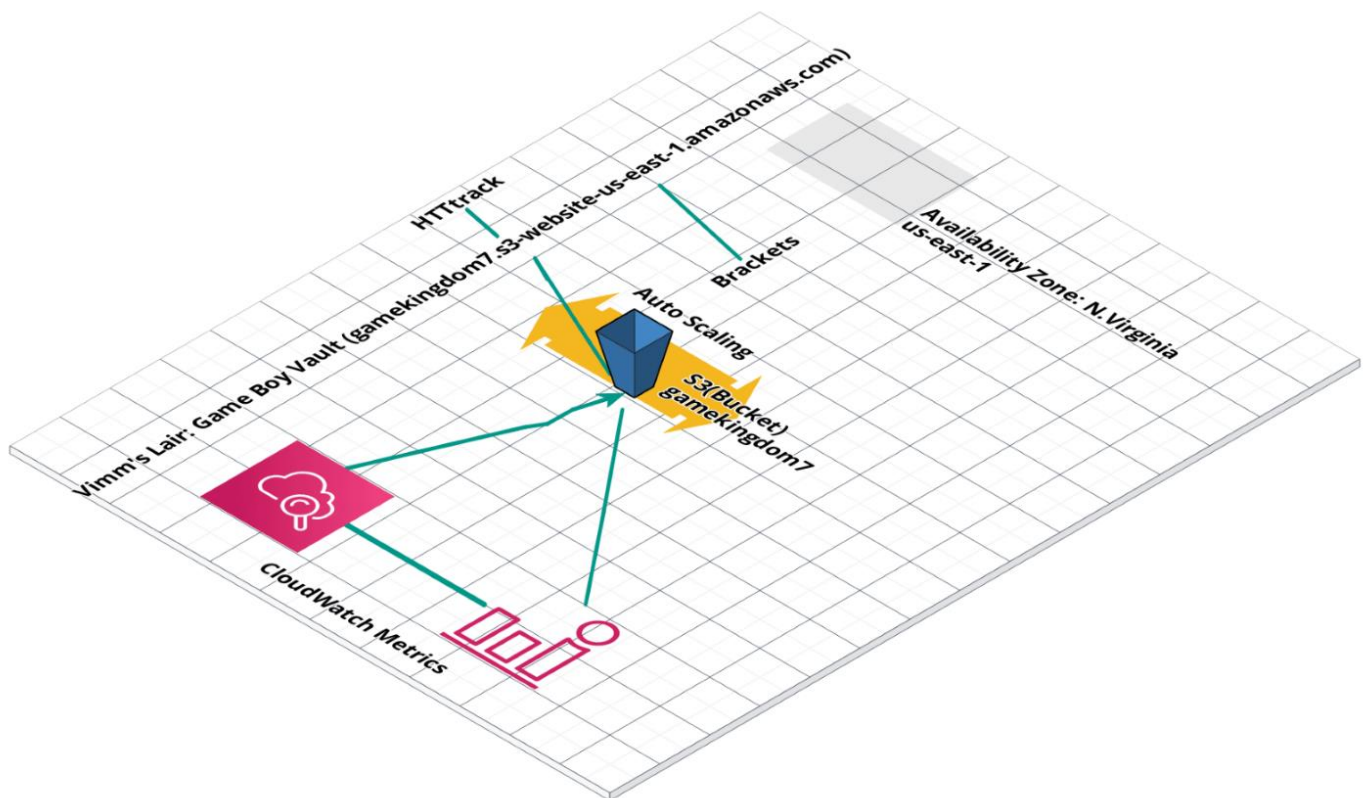 Vimm's Lair: Game Boy Vault (gamekingdom7.s3-website-us-east-1.amazonaws.com)
HTTtrack
Brackets
Availability Zone: N.Virginia
us-east-1
Auto Scaling
S3(Bucket)
gamekingdom7
CloudWatch Metrics